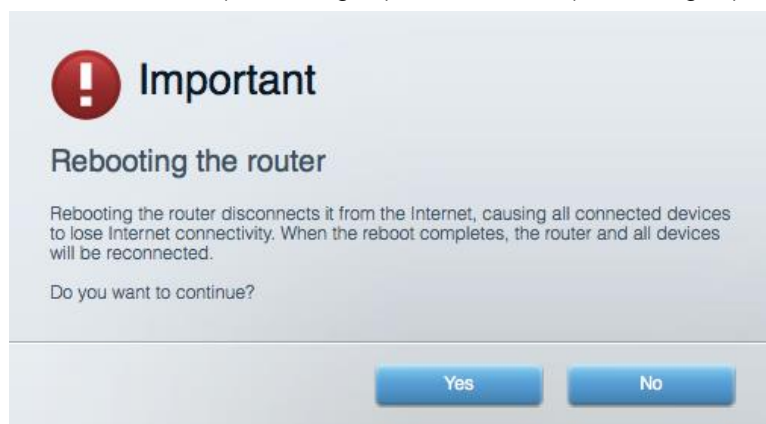 Important
Rebooting the router
Rebooting the router disconnects it from the Internet, causing all connected devices
to lose Internet connectivity. When the reboot completes, the router and all devices
will be reconnected.
Do you want to continue?
Yes No